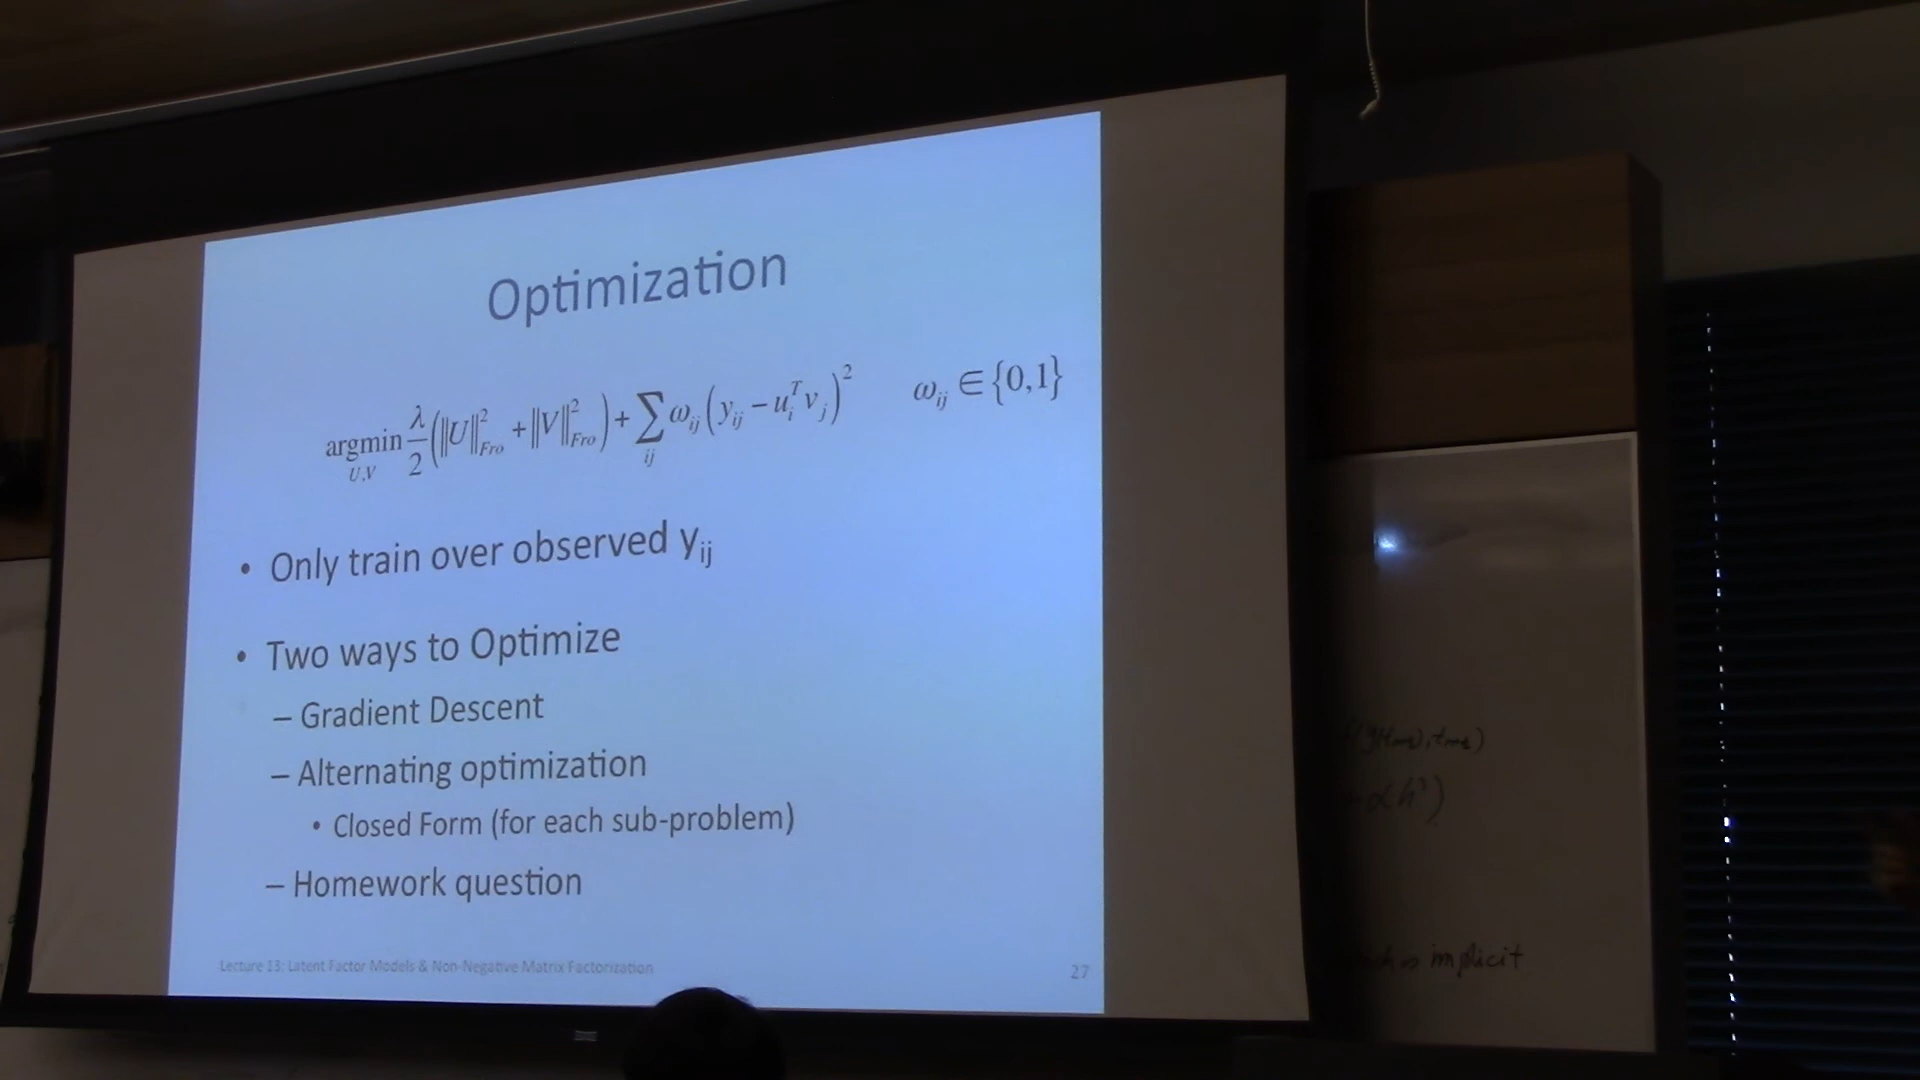 Optimization
argmin U,V λ/2 (‖U‖²Fro + ‖V‖²Fro) + ∑ij ωij (yij − uiᵀvj)²   ωij ∈ {0,1}
• Only train over observed yij
• Two ways to Optimize
– Gradient Descent
– Alternating optimization
• Closed Form (for each sub-problem)
– Homework question
Lecture 13: Latent Factor Models & Non-Negative Matrix Factorization
27
implicit